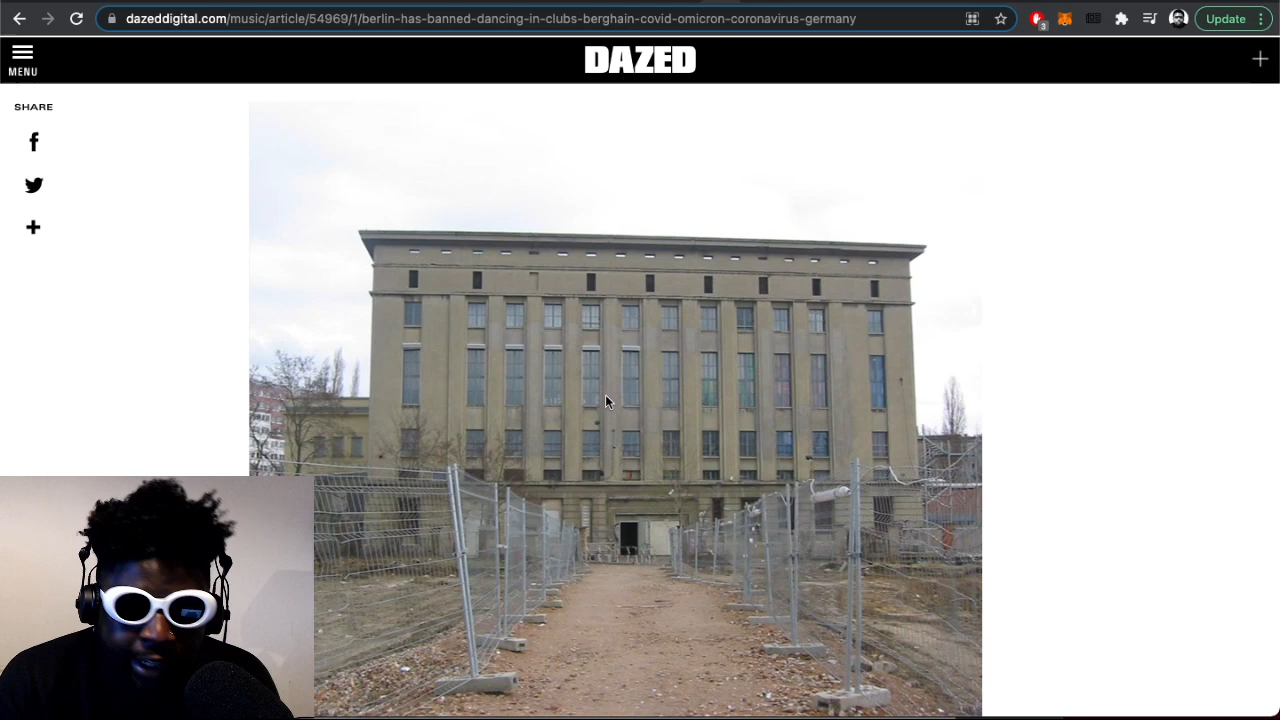 dazeddigital.com/music/article/54969/1/berlin-has-banned-dancing-in-clubs-berghain-covid-omicron-coronavirus-germany
3
Update
MENU
DAZED
SHARE